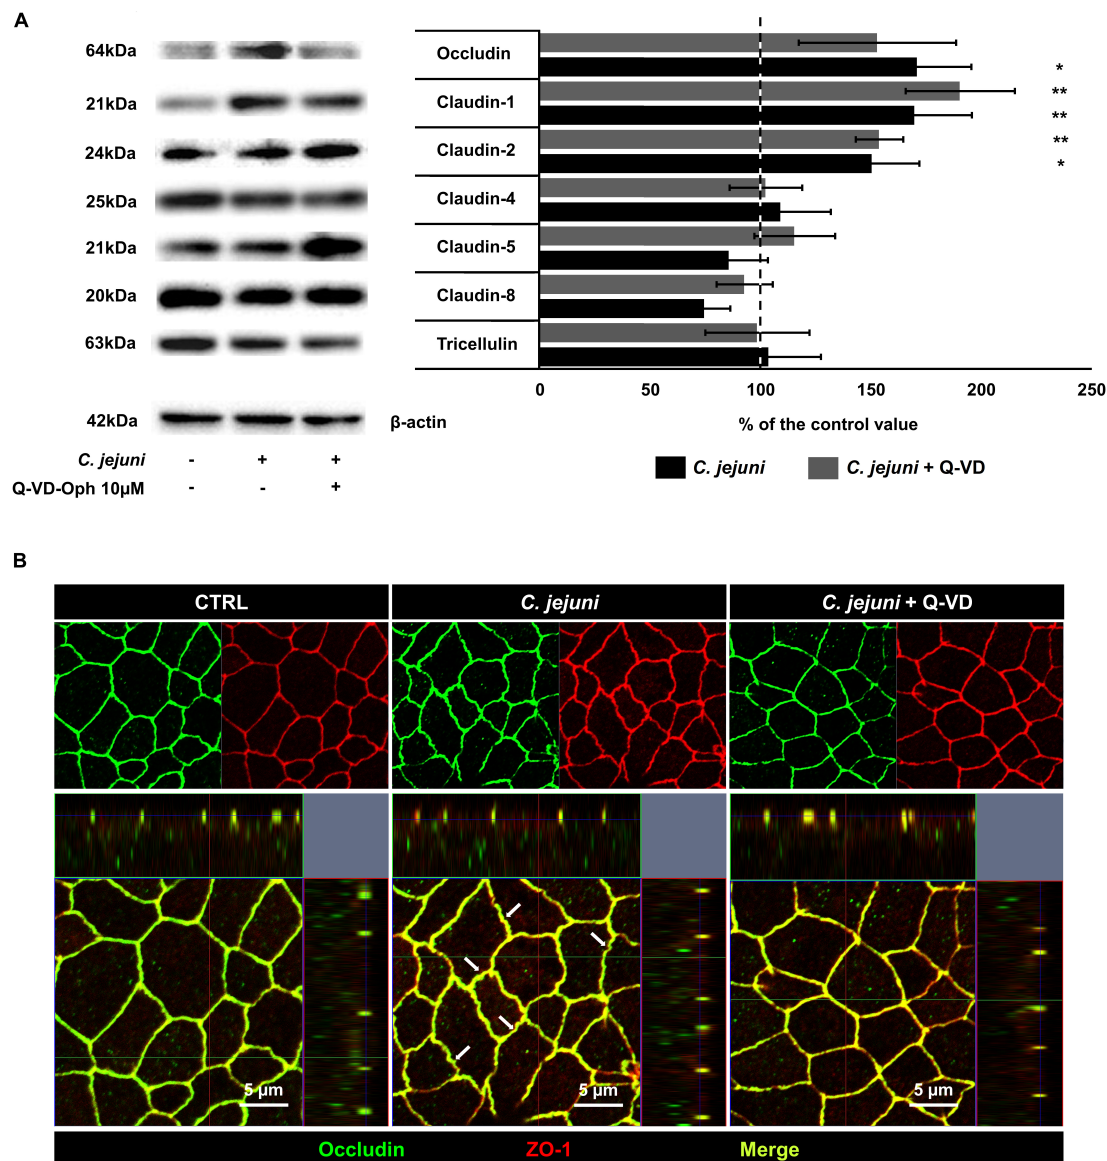 A
64kDa
21kDa
24kDa
25kDa
21kDa
20kDa
63kDa
42kDa
β-actin
C. jejuni - + +
Q-VD-Oph 10μM - - +
Occludin
*
Claudin-1
**
**
Claudin-2
**
*
Claudin-4
Claudin-5
Claudin-8
Tricellulin
0 50 100 150 200 250
% of the control value
C. jejuni C. jejuni + Q-VD
B
CTRL C. jejuni C. jejuni + Q-VD
5 μm 5 μm 5 μm
Occludin ZO-1 Merge